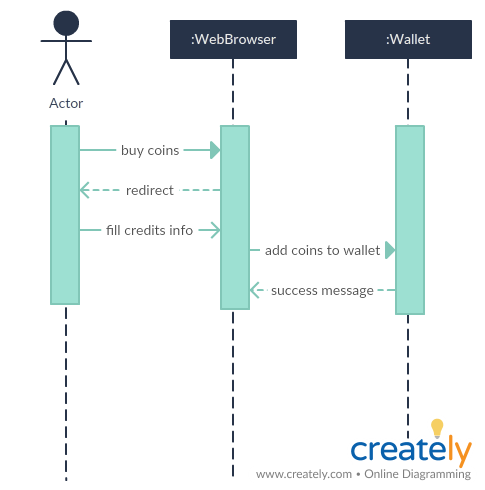 :WebBrowser
:Wallet
Actor
buy coins
redirect
fill credits info
add coins to wallet
success message
creately
www.creately.com • Online Diagramming